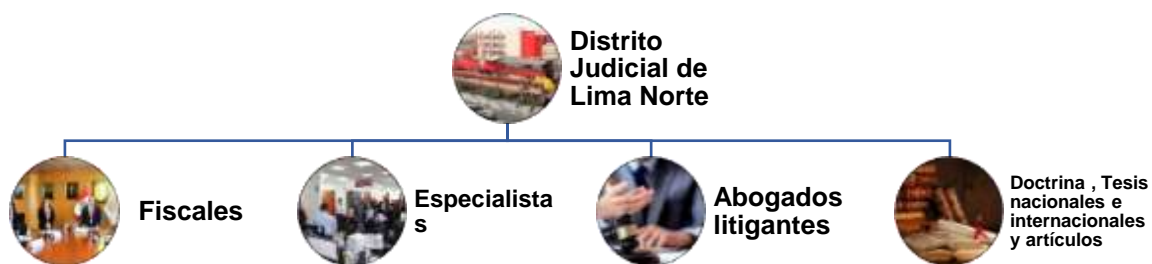 Distrito
Judicial de
Lima Norte
Fiscales
Especialista
s
Abogados
litigantes
Doctrina , Tesis
nacionales e
internacionales
y artículos